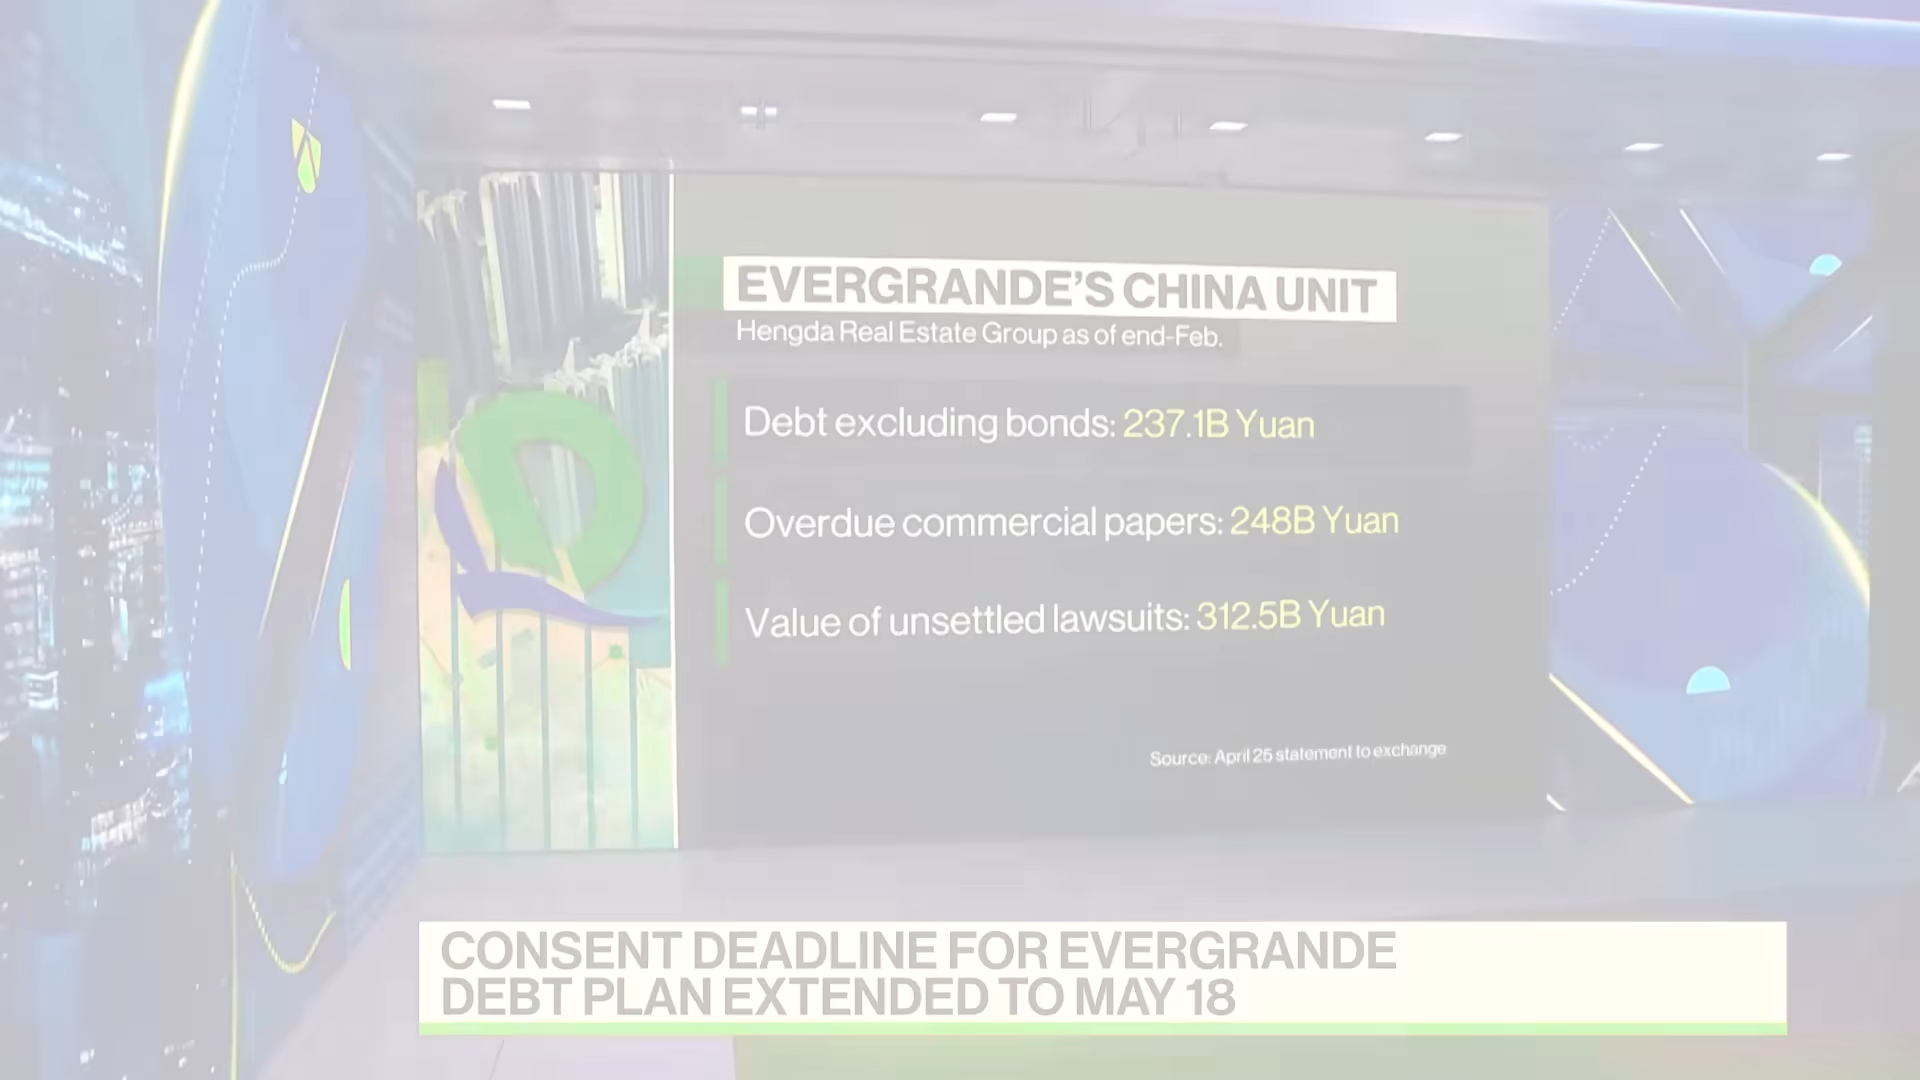 EVERGRANDE'S CHINA UNIT
Hengda Real Estate Group as of end-Feb.
Debt excluding bonds: 237.1B Yuan
Overdue commercial papers: 248B Yuan
Value of unsettled lawsuits: 312.5B Yuan
Source: April 25 statement to exchange
CONSENT DEADLINE FOR EVERGRANDE
DEBT PLAN EXTENDED TO MAY 18